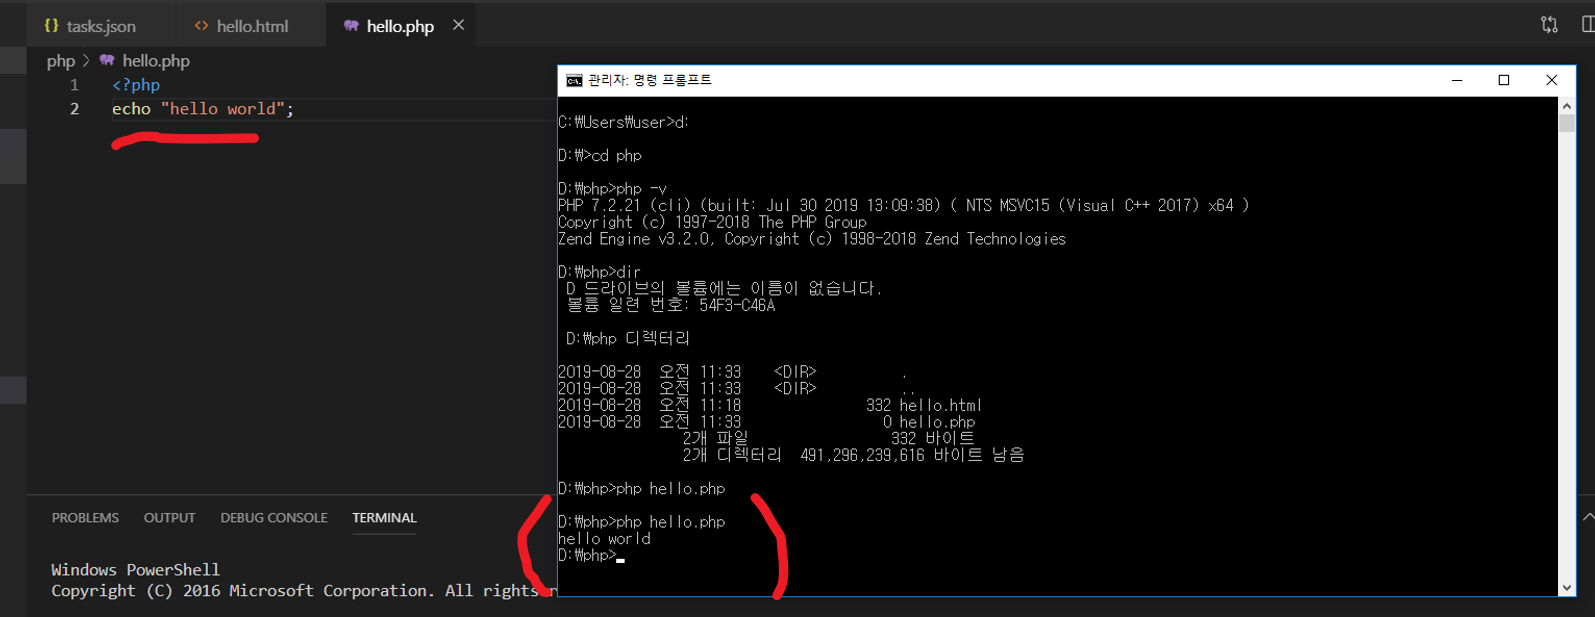 tasks.json
hello.html
hello.php
php > hello.php
1 <?php
2 echo "hello world";
PROBLEMS OUTPUT DEBUG CONSOLE TERMINAL
Windows PowerShell
Copyright (C) 2016 Microsoft Corporation. All rights
관리자: 명령 프롬프트
C:\Users\user>d:
D:\>cd php
D:\php>php -v
PHP 7.2.21 (cli) (built: Jul 30 2019 13:09:38) ( NTS MSVC15 (Visual C++ 2017) x64 )
Copyright (c) 1997-2018 The PHP Group
Zend Engine v3.2.0, Copyright (c) 1998-2018 Zend Technologies
D:\php>dir
D 드라이브의 볼륨에는 이름이 없습니다.
볼륨 일련 번호: 54F3-C46A
D:\php 디렉터리
2019-08-28 오전 11:33 <DIR> .
2019-08-28 오전 11:33 <DIR> ..
2019-08-28 오전 11:18 332 hello.html
2019-08-28 오전 11:33 0 hello.php
2개 파일 332 바이트
2개 디렉터리 491,296,239,616 바이트 남음
D:\php>php hello.php
D:\php>php hello.php
hello world
D:\php>